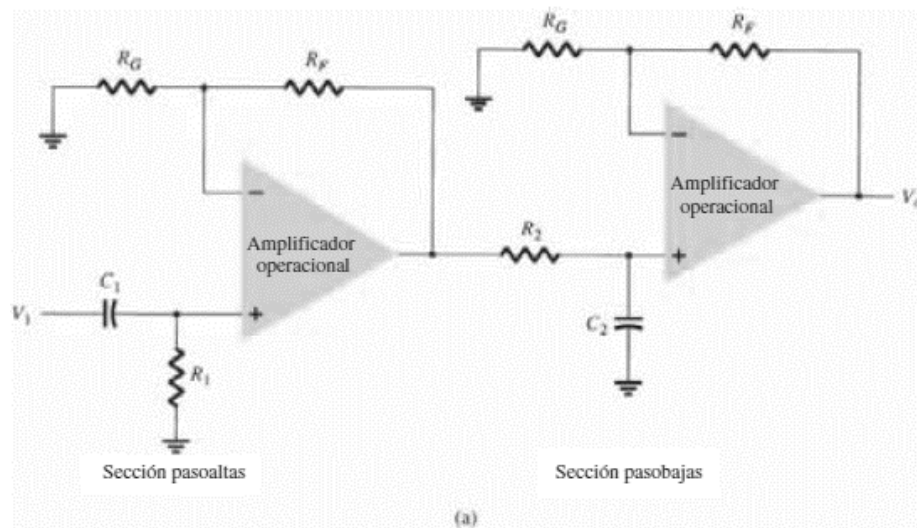 R_G
R_F
R_G
R_F
Amplificador
operacional
Amplificador
operacional
R_2
C_1
V_1
R_1
C_2
Sección pasoaltas
Sección pasobajas
(a)